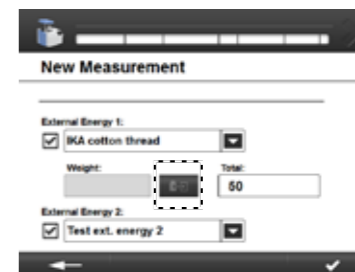 New Measurement
External Energy 1:
IKA cotton thread
Weight: Total:
50
External Energy 2:
Test ext. energy 2